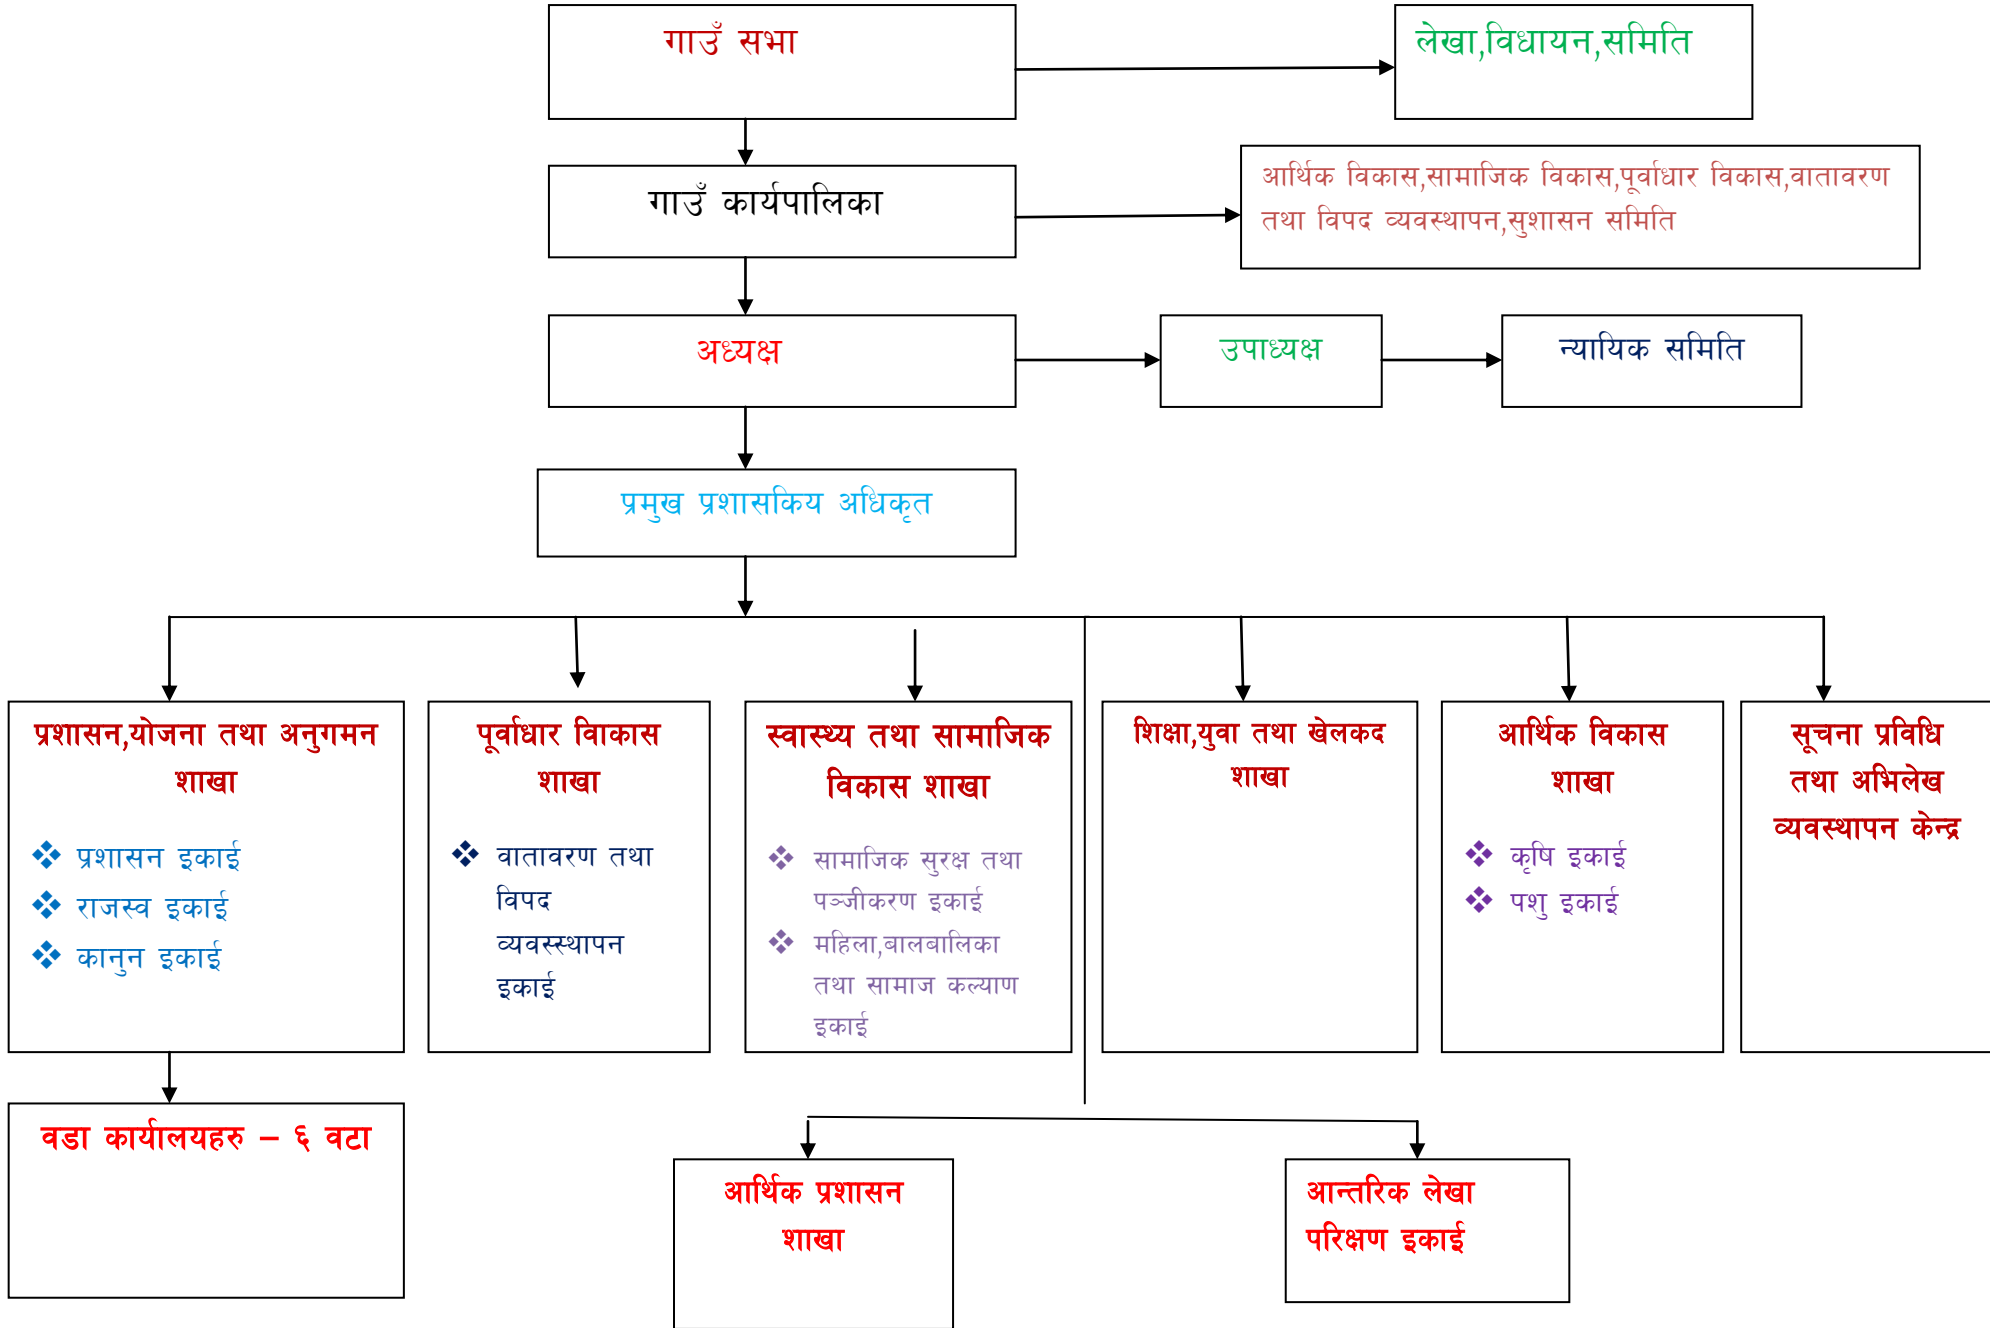 गाउँ सभा
लेखा,विधायन,समिति
गाउँ कार्यपालिका
आर्थिक विकास,सामाजिक विकास,पूर्वाधार विकास,वातावरण
तथा विपद व्यवस्थापन,सुशासन समिति
अध्यक्ष
उपाध्यक्ष
न्यायिक समिति
प्रमुख प्रशासकिय अधिकृत
प्रशासन,योजना तथा अनुगमन
शाखा
❖ प्रशासन इकाई
❖ राजस्व इकाई
❖ कानुन इकाई
पूर्वाधार विाकास
शाखा
❖ वातावरण तथा
विपद
व्यवस्स्थापन
इकाई
स्वास्थ्य तथा सामाजिक
विकास शाखा
❖ सामाजिक सुरक्ष तथा
पञ्जीकरण इकाई
❖ महिला,बालबालिका
तथा सामाज कल्याण
इकाई
शिक्षा,युवा तथा खेलकद
शाखा
आर्थिक विकास
शाखा
❖ कृषि इकाई
❖ पशु इकाई
सूचना प्रविधि
तथा अभिलेख
व्यवस्थापन केन्द्र
वडा कार्यालयहरु – ६ वटा
आर्थिक प्रशासन
शाखा
आन्तरिक लेखा
परिक्षण इकाई